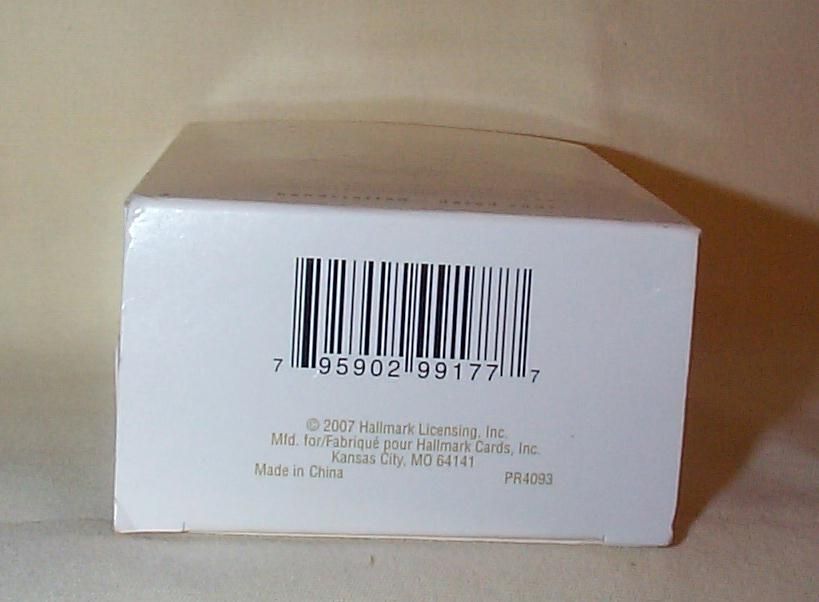 7 95902 99177 7
© 2007 Hallmark Licensing, Inc.
Mfd. for/Fabriqué pour Hallmark Cards, Inc.
Kansas City, MO 64141
Made in China PR4093